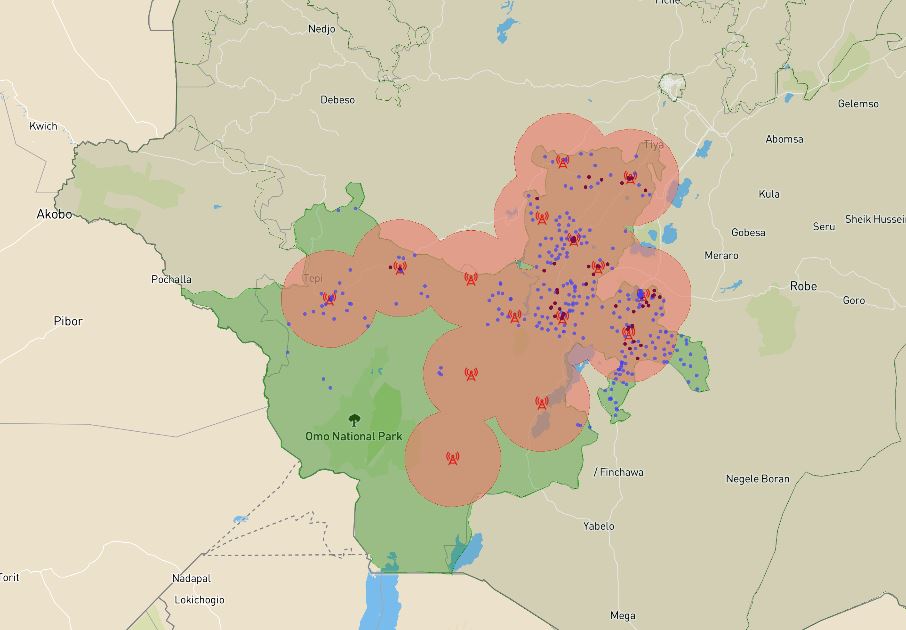 Fiche
Nedjo
Debeso
Gelemso
Kwich
Abomsa
Tiya
Kula
Akobo
Sheik Hussei
Seru
Gobesa
Meraro
Tepi
Pochalla
Robe
Goro
Pibor
Omo National Park
/ Finchawa
Negele Boran
Yabelo
Torit
Nadapal
Lokichogio
Mega